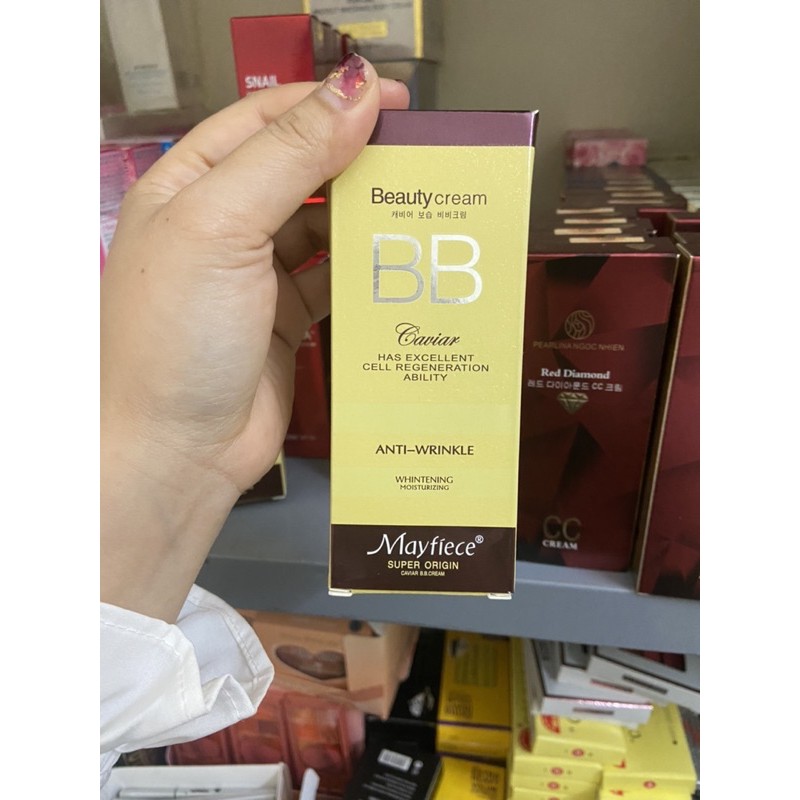 SNAIL
Beauty cream
캐비어 보습 비비크림
BB
Caviar
HAS EXCELLENT
CELL REGENERATION
ABILITY
ANTI-WRINKLE
WHINTENING
MOISTURIZING
Mayfiece®
SUPER ORIGIN
CAVIAR B.B.CREAM
PEARLINA NGOC NHIEN
Red Diamond
레드 다이아몬드 CC 크림
CC
CREAM